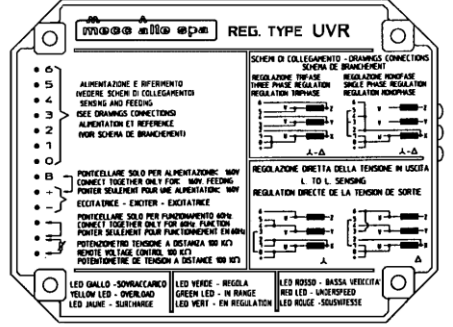 mecc alte spa REG. TYPE UVR
6
5
4
3
2
1
0
B
+
-
ALIMENTAZIONE E RIFERIMENTO
(VEDERE SCHEMI DI COLLEGAMENTO)
SENSING AND FEEDING
(SEE DRAWINGS CONNECTIONS)
ALIMENTATION ET REFERENCE
(VOIR SCHEMA DE BRANCHEMENT)
PONTICELLARE SOLO PER ALIMENTAZIONE 160V
CONNECT TOGETHER ONLY FOR 160V. FEEDING
PONTER SEULEMENT POUR UNE ALIMENTATION 160V
ECCITATRICE - EXCITER - EXCITATRICE
PONTICELLARE SOLO PER FUNZIONAMENTO 60Hz
CONNECT TOGETHER ONLY FOR 60Hz FUNCTION
PONTER SEULEMENT POUR FUNCTIONNEMENT EN 60Hz
POTENZIOMETRO TENSIONE A DISTANZA 100 KΩ
REMOTE VOLTAGE CONTROL 100 KΩ
POTENTIOMETRE DE TENSION A DISTANCE 100 KΩ
SCHEMI DI COLLEGAMENTO - DRAWINGS CONNECTIONS
SCHEMA DE BRANCHEMENT
REGOLAZIONE TRIFASE
THREE PHASE REGULATION
REGULATION TRIPHASE
REGOLAZIONE MONOFASE
SINGLE PHASE REGULATION
REGULATION MONOPHASE
REGOLAZIONE DIRETTA DELLA TENSIONE IN USCITA
L. TO L. SENSING
REGULATION DIRECTE DE LA TENSION DE SORTIE
LED GIALLO - SOVRACCARICO
YELLOW LED - OVERLOAD
LED JAUNE - SURCHARGE
LED VERDE - REGOLA
GREEN LED - IN RANGE
LED VERT - EN REGULATION
LED ROSSO - BASSA VELOCITA'
RED LED - UNDERSPEED
LED ROUGE - SOUSVITESSE